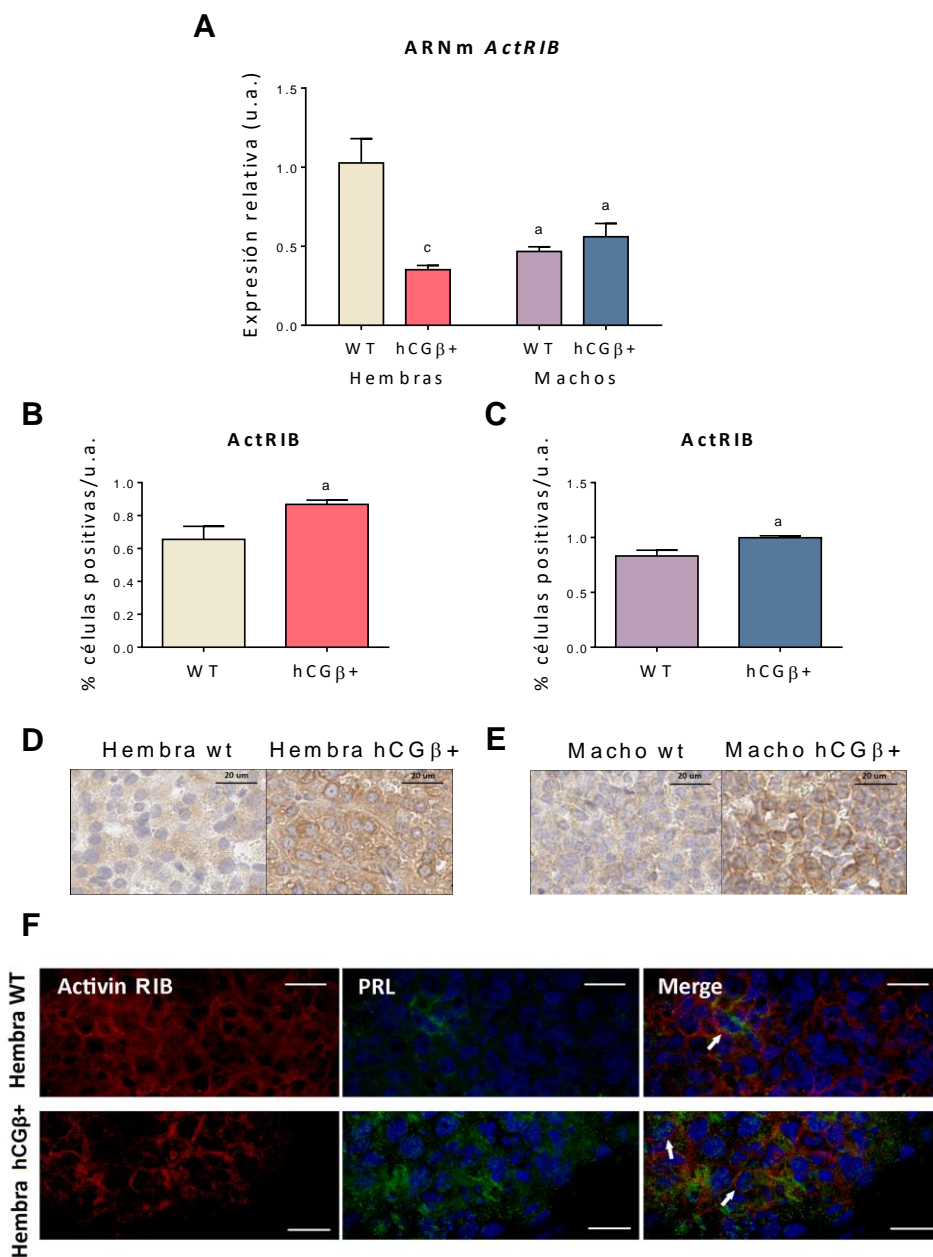 A
ARNm ActRIB
Expresión relativa (u.a.)
1.5
1.0
0.5
0.0
c
a
a
WT hCGβ+ WT hCGβ+
Hembras Machos
B
ActRIB
% células positivas/u.a.
1.0
0.8
0.6
0.4
0.2
0.0
a
WT hCGβ+
C
ActRIB
% células positivas/u.a.
1.5
1.0
0.5
0.0
a
WT hCGβ+
D
Hembra wt Hembra hCGβ+
20 um 20 um
E
Macho wt Macho hCGβ+
20 um 20 um
F
Hembra WT
Activin RIB PRL Merge
Hembra hCGβ+